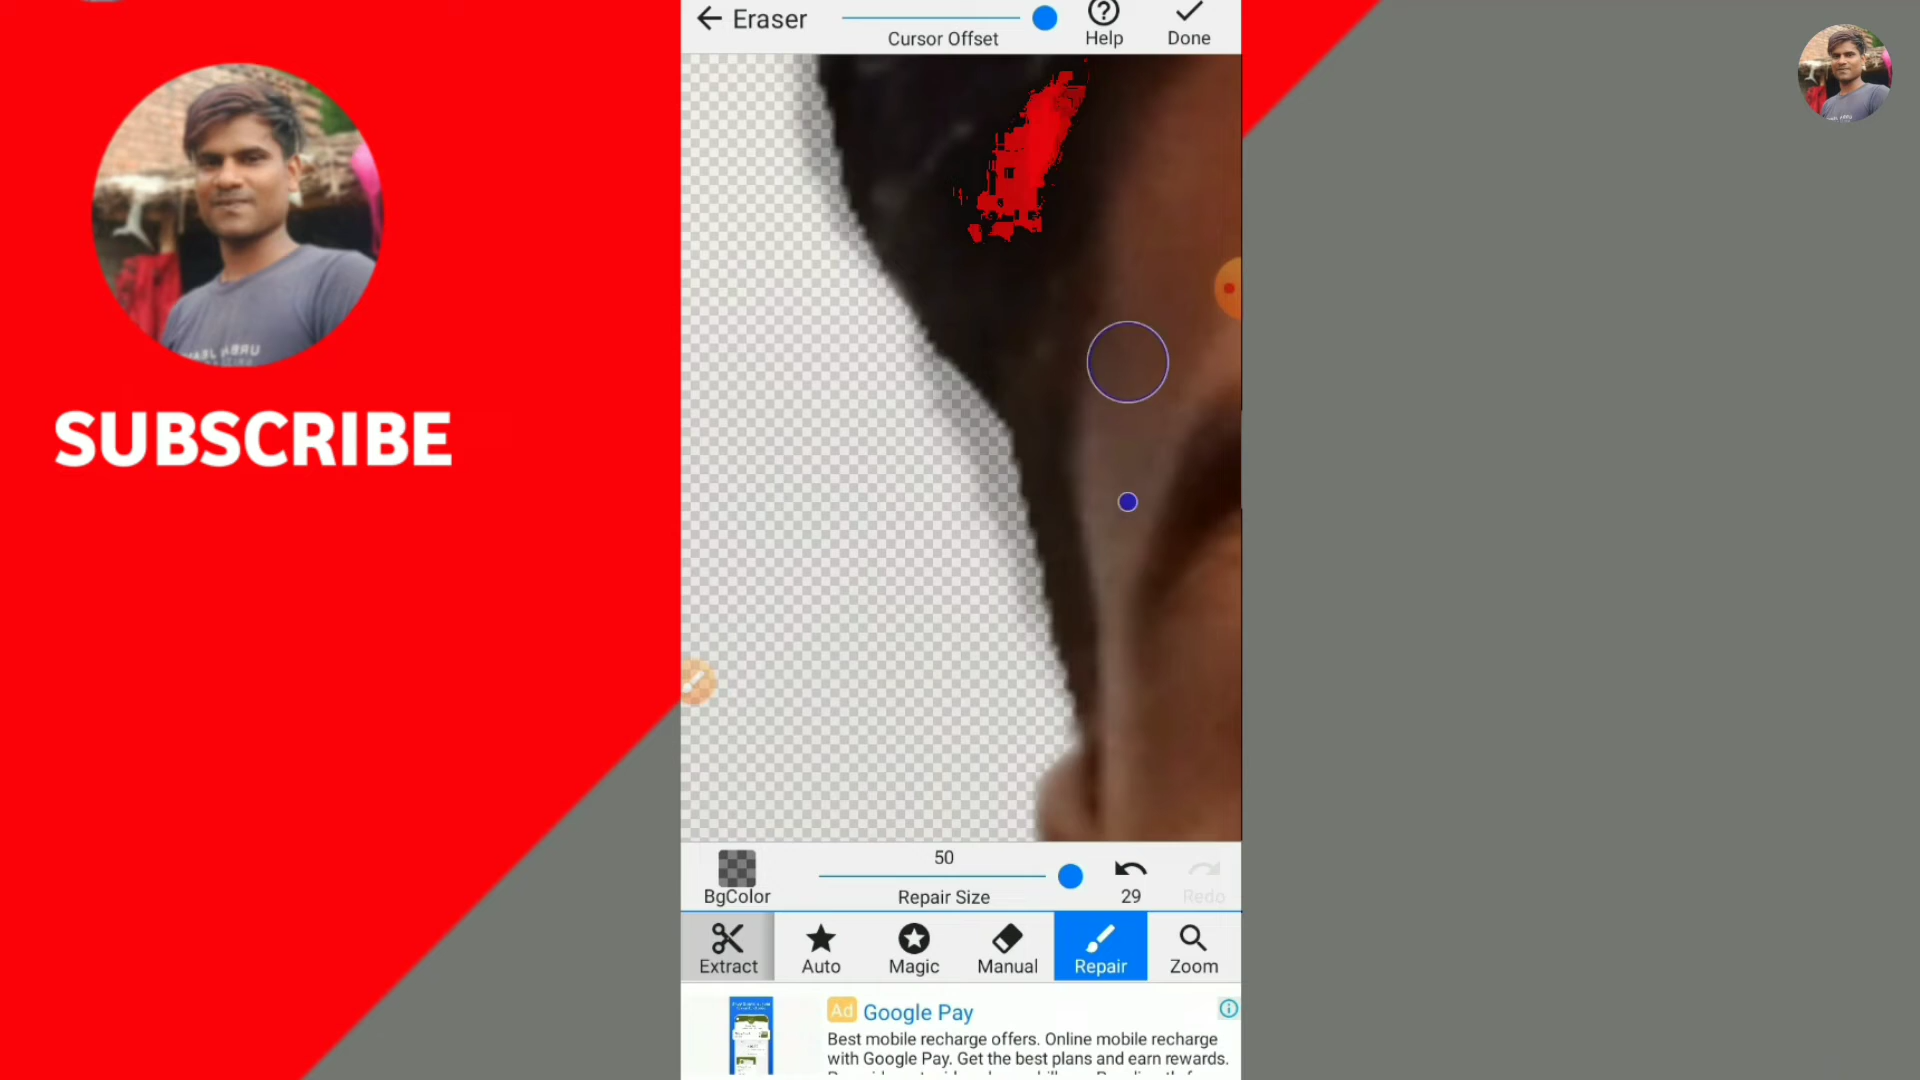 Eraser
Cursor Offset
Help
Done
SUBSCRIBE
50
BgColor
Repair Size
29
Redo
Extract
Auto
Magic
Manual
Repair
Zoom
Ad Google Pay
Best mobile recharge offers. Online mobile recharge
with Google Pay. Get the best plans and earn rewards.